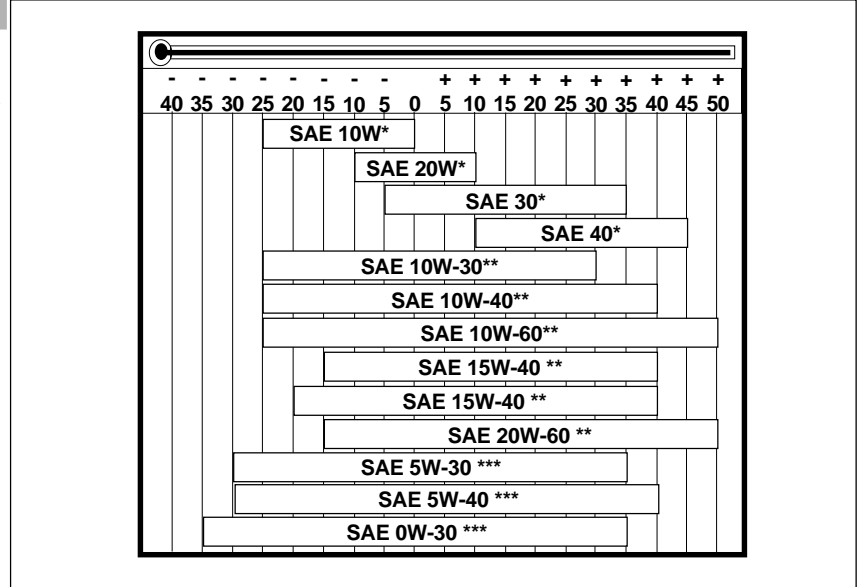 - - - - - - - - + + + + + + + + + +
40 35 30 25 20 15 10 5 0 5 10 15 20 25 30 35 40 45 50
SAE 10W*
SAE 20W*
SAE 30*
SAE 40*
SAE 10W-30**
SAE 10W-40**
SAE 10W-60**
SAE 15W-40 **
SAE 15W-40 **
SAE 20W-60 **
SAE 5W-30 ***
SAE 5W-40 ***
SAE 0W-30 ***